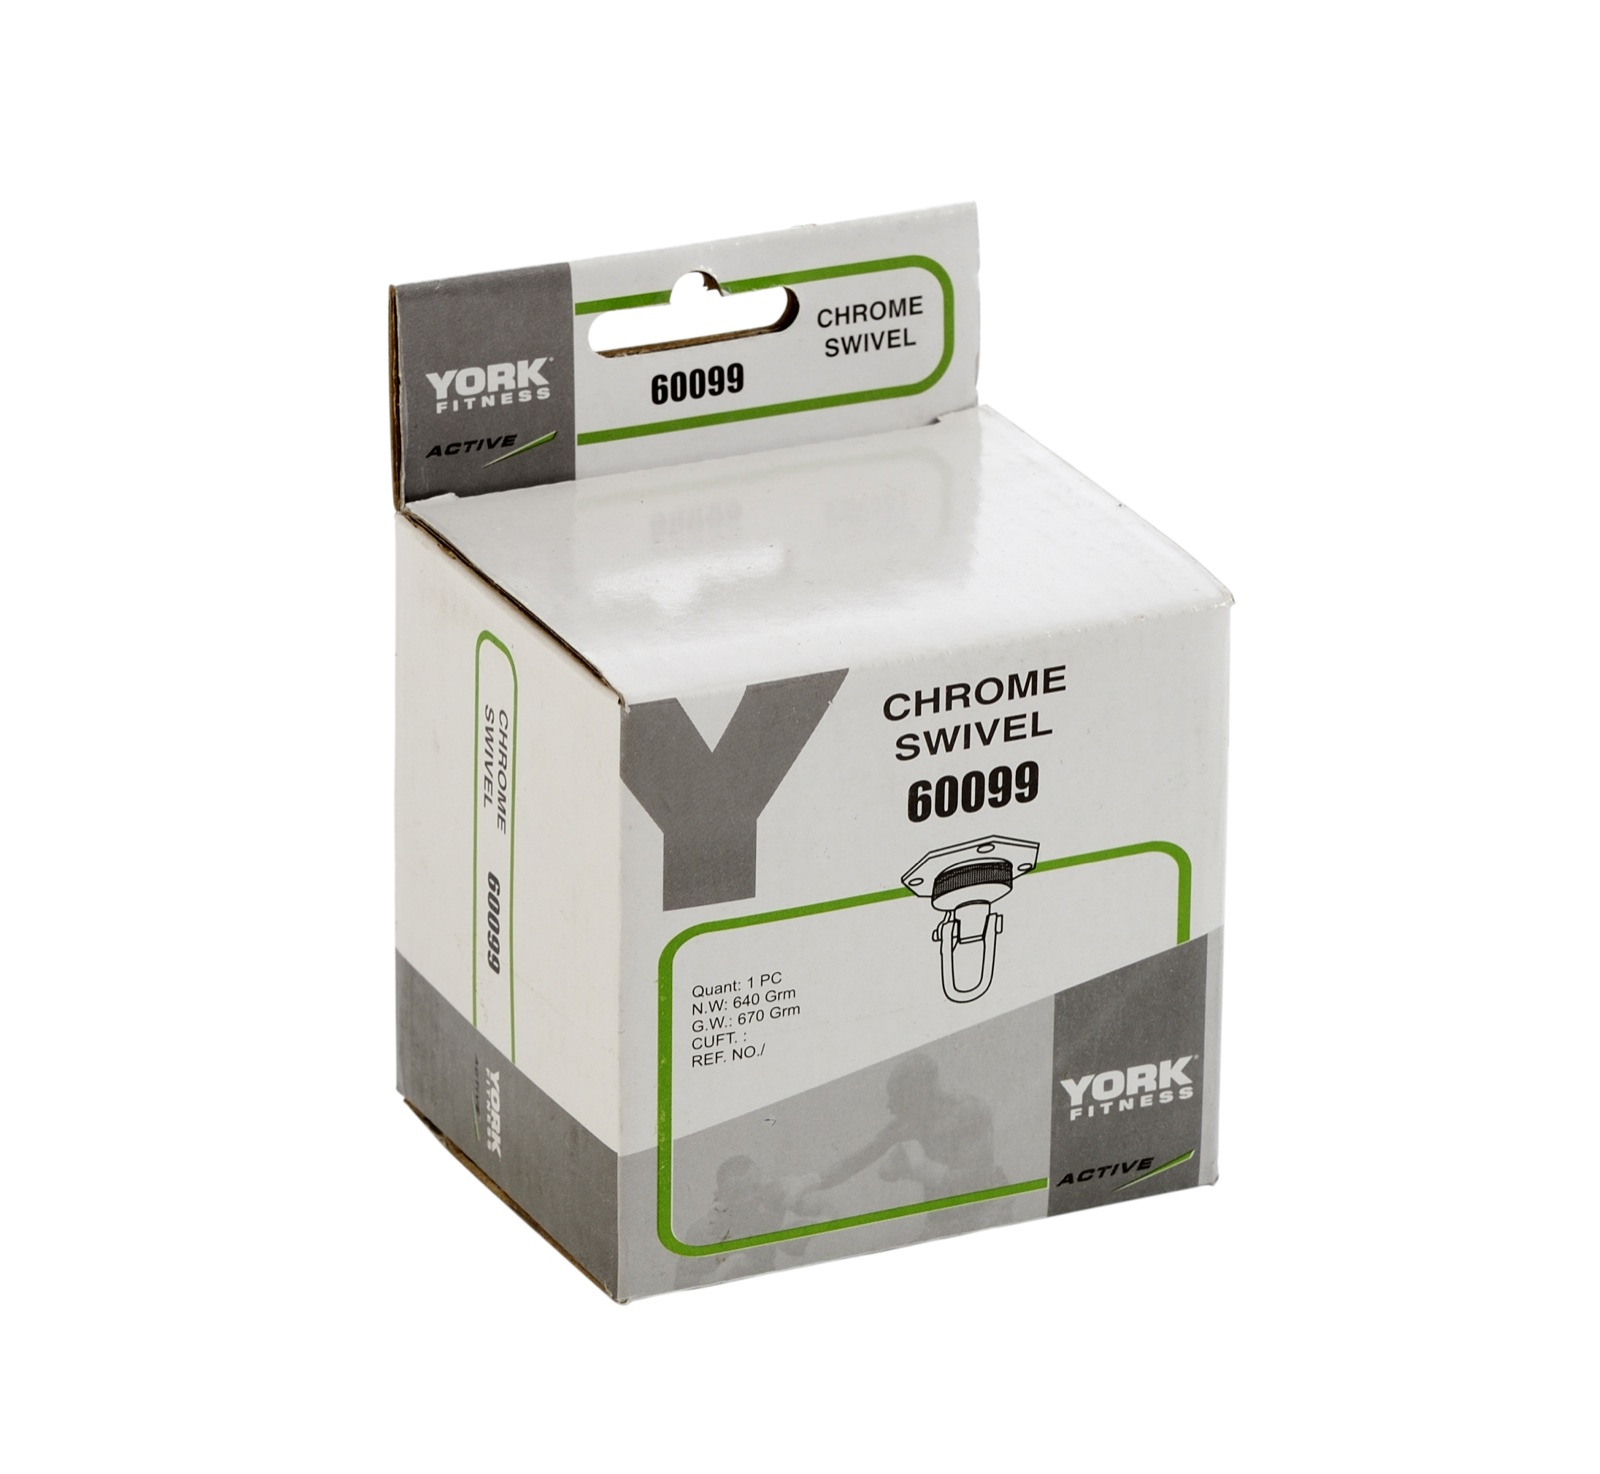 YORK
FITNESS
ACTIVE
CHROME
SWIVEL
60099
CHROME
SWIVEL
60099
CHROME
SWIVEL
60099
Quant: 1 PC
N.W: 640 Grm
G.W.: 670 Grm
CUFT. :
REF. NO./
YORK
FITNESS
ACTIVE
YORK
FITNESS